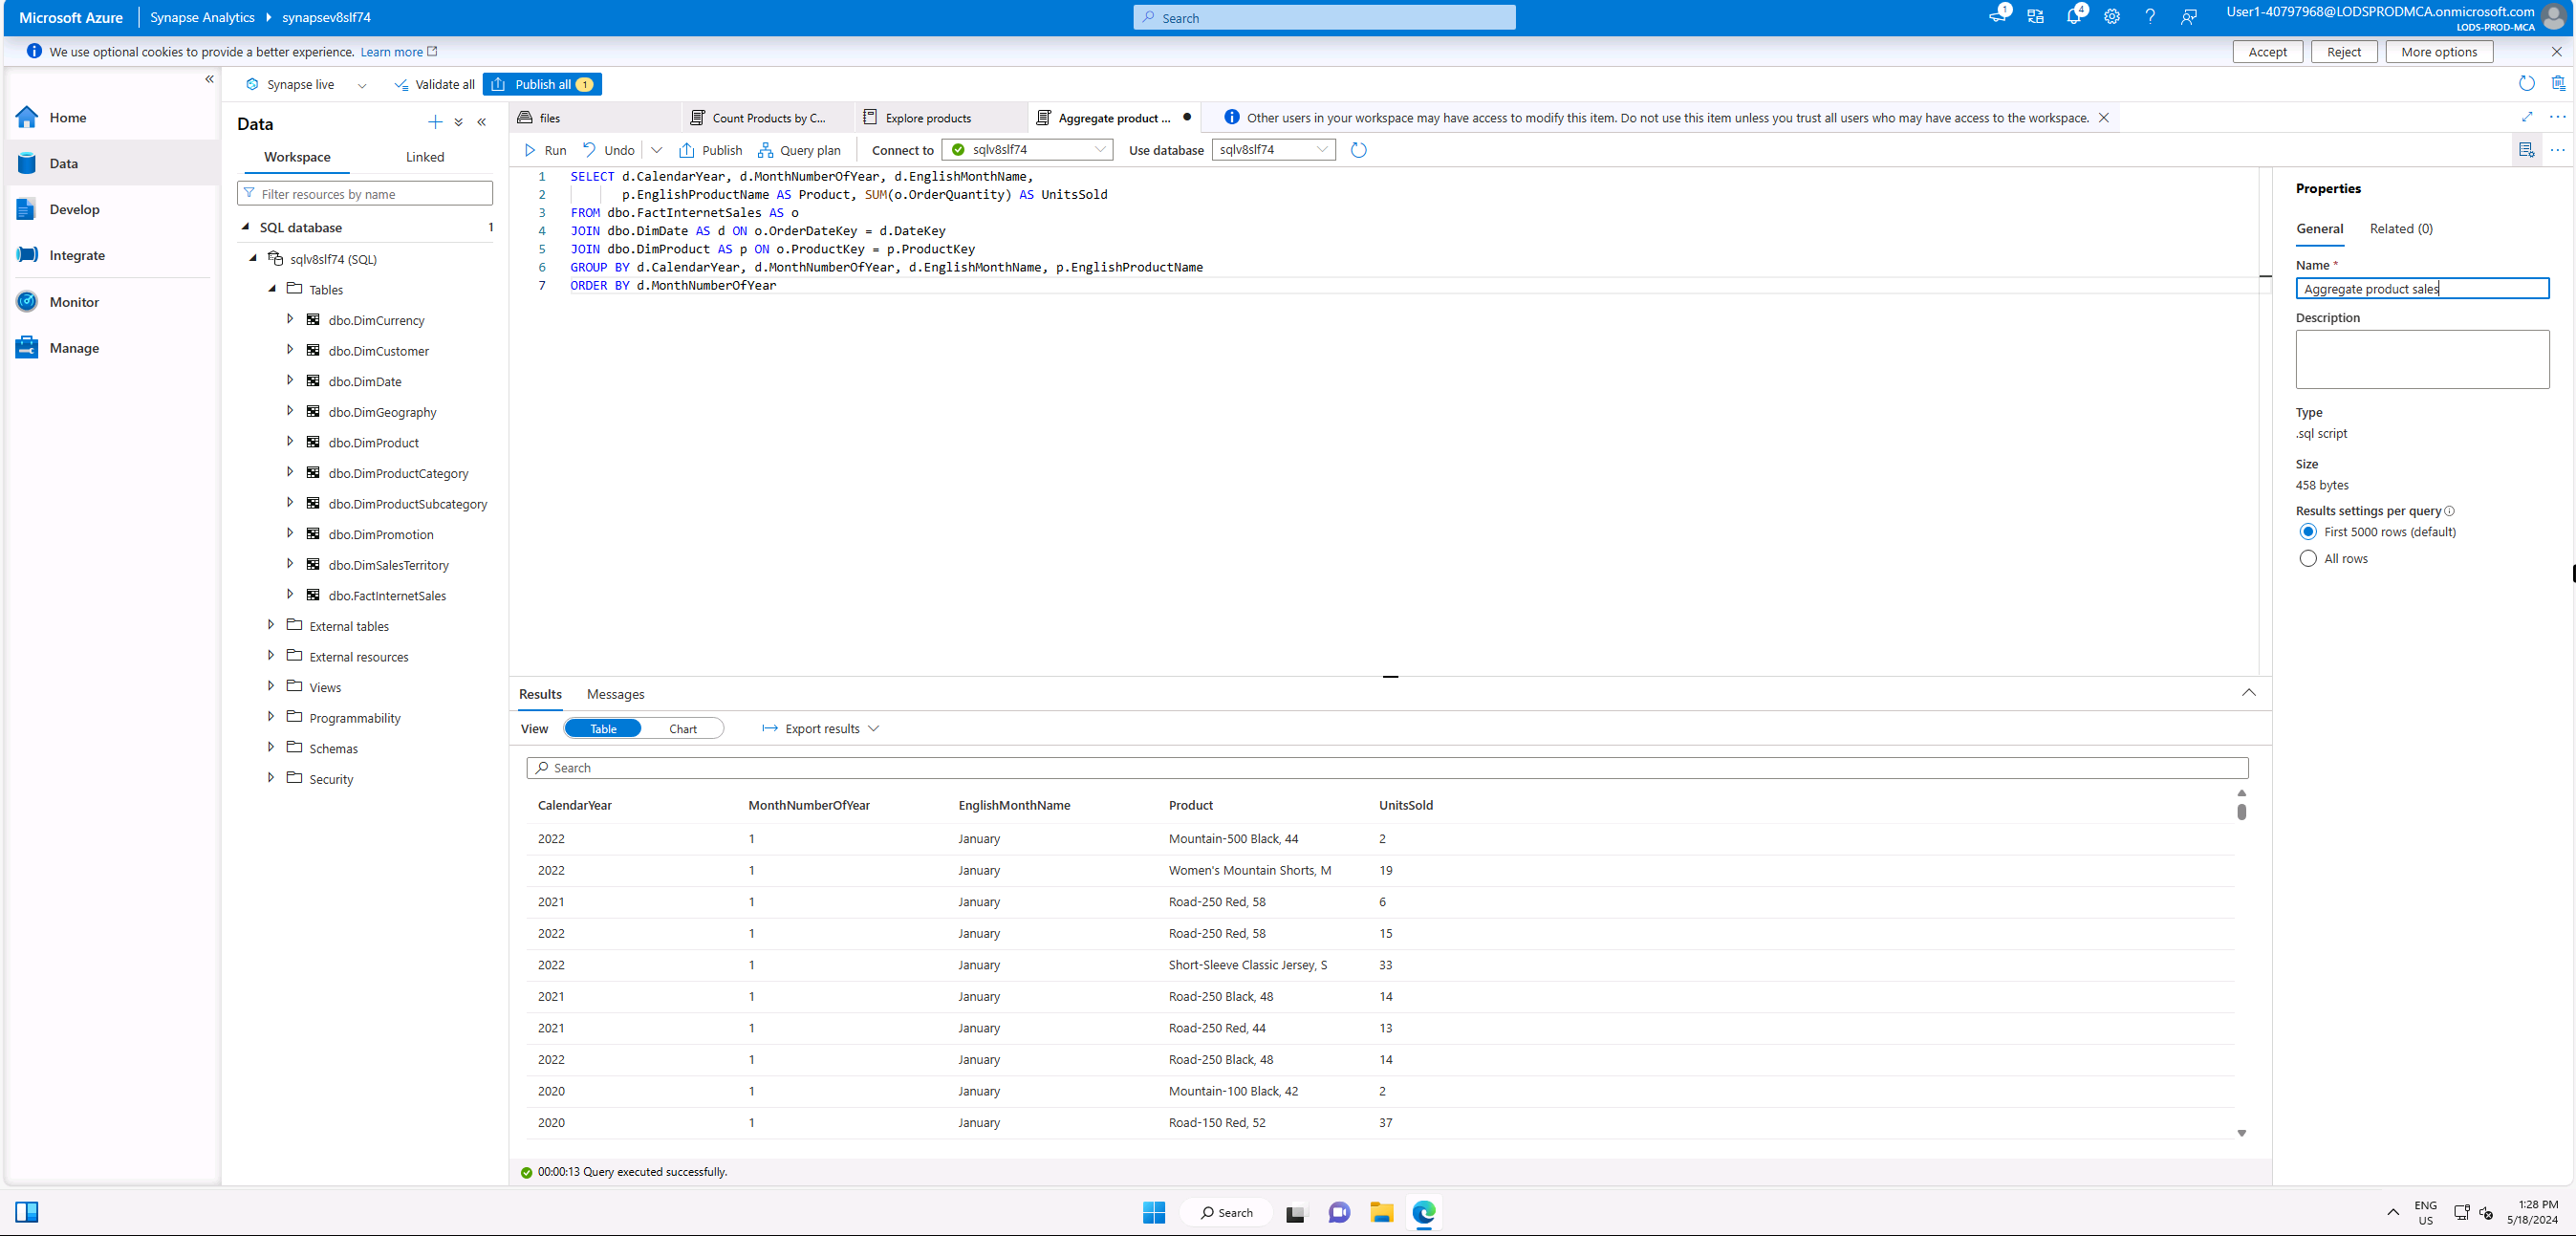 Microsoft Azure
Synapse Analytics
synapsev8slf74
Search
1
4
User1-40797968@LODSPRODMCA.onmicrosoft.com
LODS-PROD-MCA
We use optional cookies to provide a better experience. Learn more
Accept
Reject
More options
Synapse live
Validate all
Publish all 1
Home
Data
Develop
Integrate
Monitor
Manage
Data
Workspace
Linked
Filter resources by name
SQL database 1
sqlv8slf74 (SQL)
Tables
dbo.DimCurrency
dbo.DimCustomer
dbo.DimDate
dbo.DimGeography
dbo.DimProduct
dbo.DimProductCategory
dbo.DimProductSubcategory
dbo.DimPromotion
dbo.DimSalesTerritory
dbo.FactInternetSales
External tables
External resources
Views
Programmability
Schemas
Security
files
Count Products by C...
Explore products
Aggregate product ...
Other users in your workspace may have access to modify this item. Do not use this item unless you trust all users who may have access to the workspace.
Run
Undo
Publish
Query plan
Connect to
sqlv8slf74
Use database
sqlv8slf74
1 SELECT d.CalendarYear, d.MonthNumberOfYear, d.EnglishMonthName,
2 p.EnglishProductName AS Product, SUM(o.OrderQuantity) AS UnitsSold
3 FROM dbo.FactInternetSales AS o
4 JOIN dbo.DimDate AS d ON o.OrderDateKey = d.DateKey
5 JOIN dbo.DimProduct AS p ON o.ProductKey = p.ProductKey
6 GROUP BY d.CalendarYear, d.MonthNumberOfYear, d.EnglishMonthName, p.EnglishProductName
7 ORDER BY d.MonthNumberOfYear
Results
Messages
View
Table
Chart
Export results
Search
CalendarYear MonthNumberOfYear EnglishMonthName Product UnitsSold
2022 1 January Mountain-500 Black, 44 2
2022 1 January Women's Mountain Shorts, M 19
2021 1 January Road-250 Red, 58 6
2022 1 January Road-250 Red, 58 15
2022 1 January Short-Sleeve Classic Jersey, S 33
2021 1 January Road-250 Black, 48 14
2021 1 January Road-250 Red, 44 13
2022 1 January Road-250 Black, 48 14
2020 1 January Mountain-100 Black, 42 2
2020 1 January Road-150 Red, 52 37
00:00:13 Query executed successfully.
Properties
General
Related (0)
Name *
Aggregate product sales
Description
Type
.sql script
Size
458 bytes
Results settings per query
First 5000 rows (default)
All rows
Search
ENG
US
1:28 PM
5/18/2024